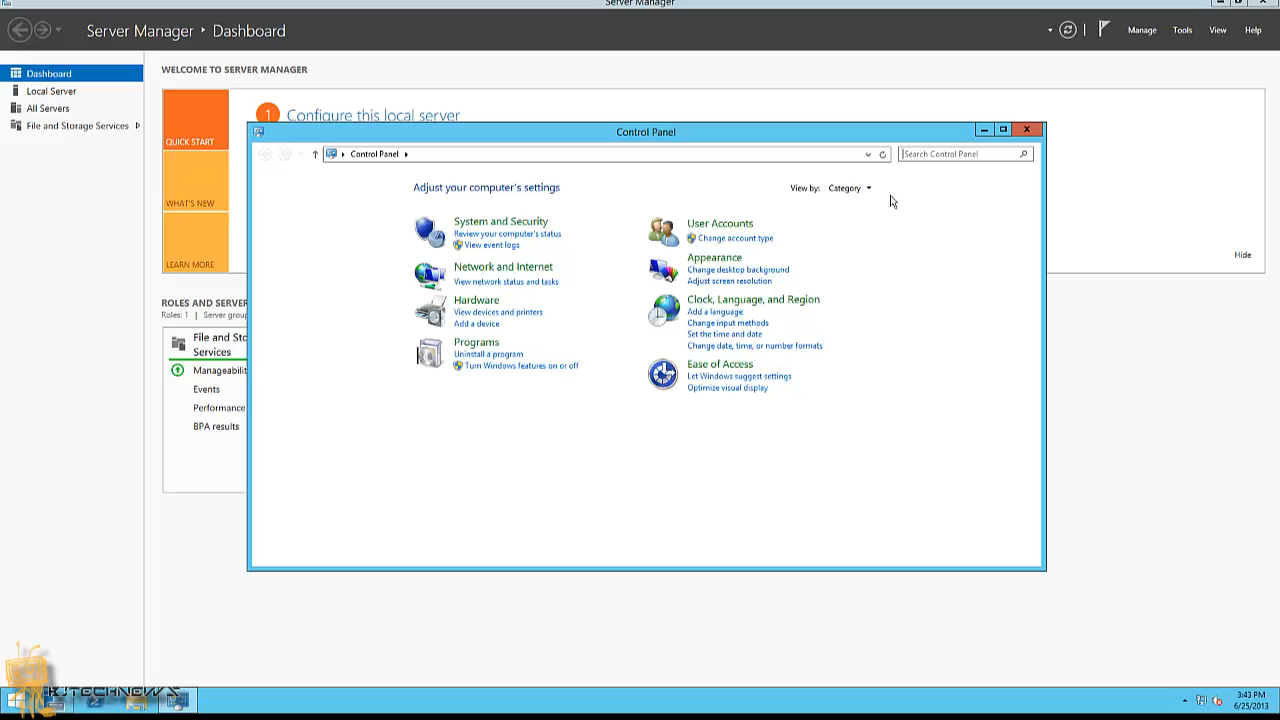 Server Manager
Server Manager ‣ Dashboard
Manage Tools View Help
Dashboard
Local Server
All Servers
File and Storage Services
WELCOME TO SERVER MANAGER
QUICK START
WHAT'S NEW
LEARN MORE
1 Configure this local server
Hide
ROLES AND SERVER
Roles: 1 | Server group
File and Sto
Services
Manageabilit
Events
Performance
BPA results
Control Panel
Control Panel
Search Control Panel
Adjust your computer's settings
View by: Category
System and Security
Review your computer's status
View event logs
Network and Internet
View network status and tasks
Hardware
View devices and printers
Add a device
Programs
Uninstall a program
Turn Windows features on or off
User Accounts
Change account type
Appearance
Change desktop background
Adjust screen resolution
Clock, Language, and Region
Add a language
Change input methods
Set the time and date
Change date, time, or number formats
Ease of Access
Let Windows suggest settings
Optimize visual display
3:43 PM
6/25/2013